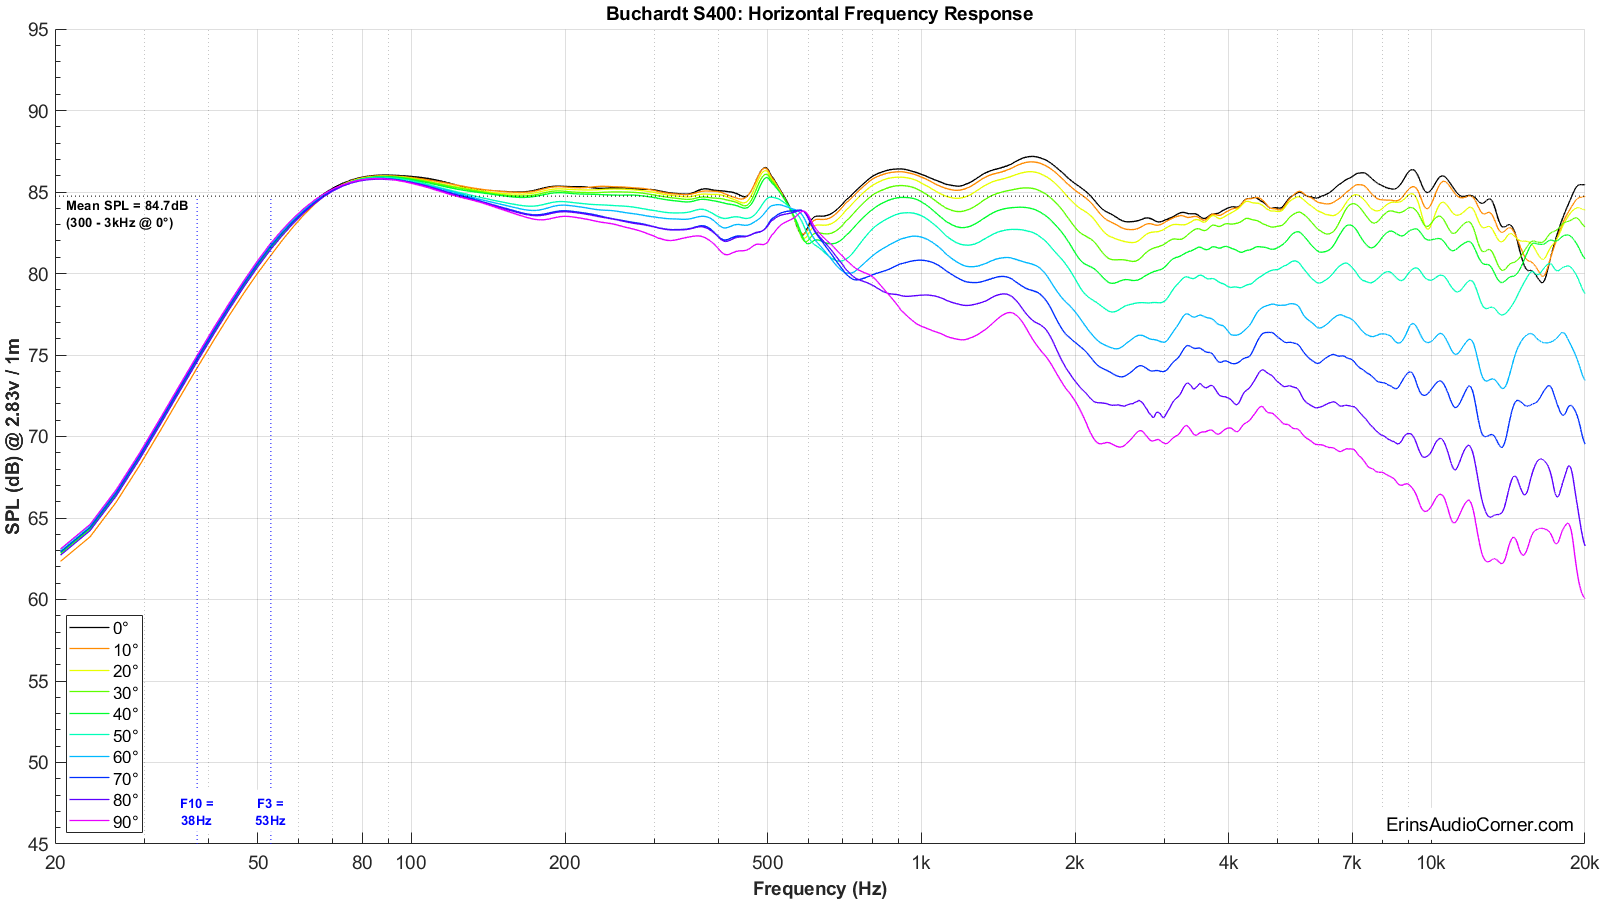 Buchardt S400: Horizontal Frequency Response
95
90
85
80
75
70
65
60
55
50
45
SPL (dB) @ 2.83v / 1m
Mean SPL = 84.7dB
(300 - 3kHz @ 0°)
0°
10°
20°
30°
40°
50°
60°
70°
80°
90°
F10 =
38Hz
F3 =
53Hz
ErinsAudioCorner.com
20 50 80 100 200 500 1k 2k 4k 7k 10k 20k
Frequency (Hz)